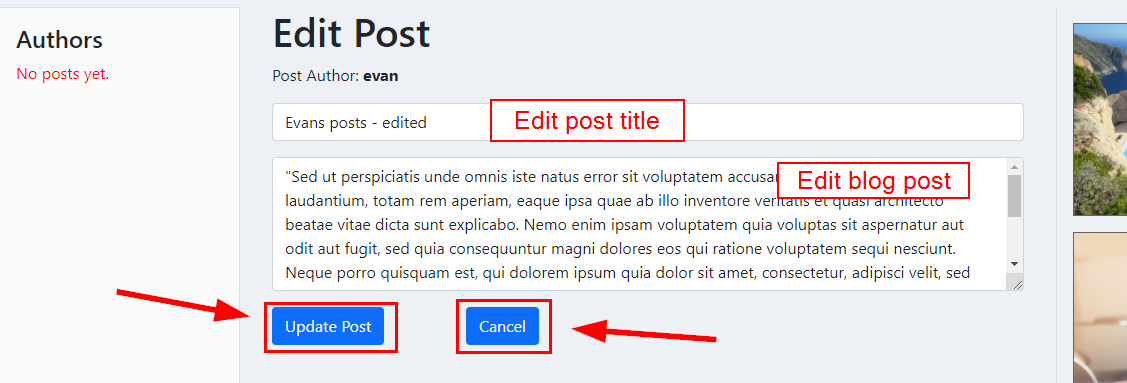 Authors
No posts yet.
Edit Post
Post Author: evan
Evans posts - edited
Edit post title
"Sed ut perspiciatis unde omnis iste natus error sit voluptatem
Edit blog post
laudantium, totam rem aperiam, eaque ipsa quae ab illo inventore veritatis et quasi architecto
beatae vitae dicta sunt explicabo. Nemo enim ipsam voluptatem quia voluptas sit aspernatur aut
odit aut fugit, sed quia consequuntur magni dolores eos qui ratione voluptatem sequi nesciunt.
Neque porro quisquam est, qui dolorem ipsum quia dolor sit amet, consectetur, adipisci velit, sed
Update Post
Cancel